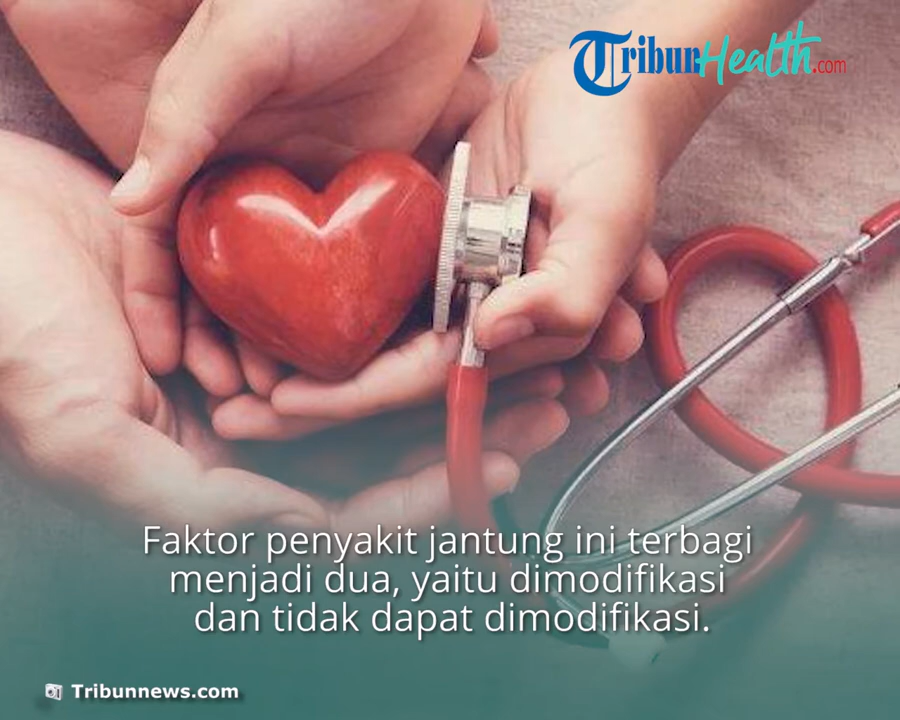 TribunHealth.com
Faktor penyakit jantung ini terbagi
menjadi dua, yaitu dimodifikasi
dan tidak dapat dimodifikasi.
Tribunnews.com